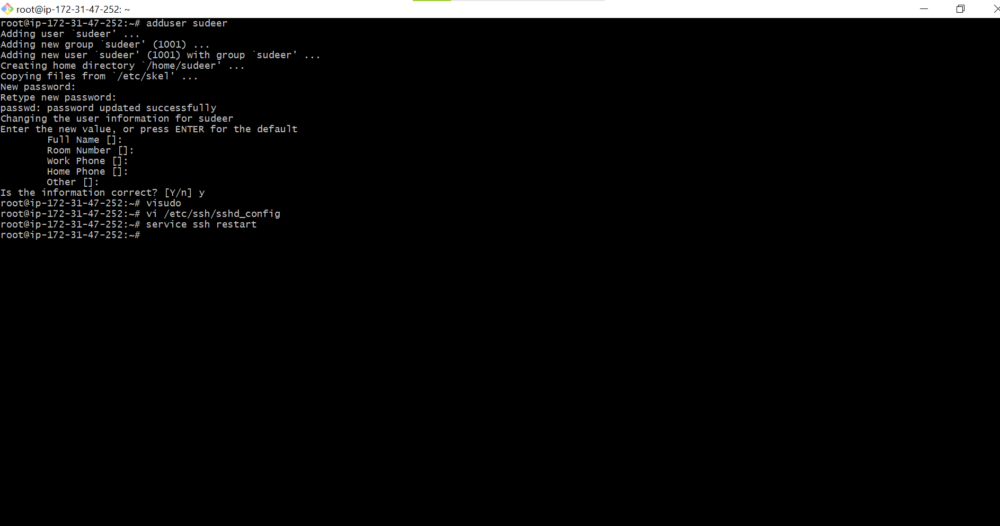 root@ip-172-31-47-252: ~
root@ip-172-31-47-252:~# adduser sudeer
Adding user `sudeer' ...
Adding new group `sudeer' (1001) ...
Adding new user `sudeer' (1001) with group `sudeer' ...
Creating home directory `/home/sudeer' ...
Copying files from `/etc/skel' ...
New password:
Retype new password:
passwd: password updated successfully
Changing the user information for sudeer
Enter the new value, or press ENTER for the default
        Full Name []:
        Room Number []:
        Work Phone []:
        Home Phone []:
        Other []:
Is the information correct? [Y/n] y
root@ip-172-31-47-252:~# visudo
root@ip-172-31-47-252:~# vi /etc/ssh/sshd_config
root@ip-172-31-47-252:~# service ssh restart
root@ip-172-31-47-252:~#